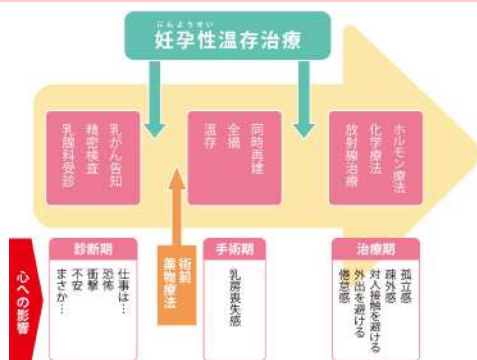 にんようせい
妊孕性温存治療
乳腺科受診
精密検査
乳がん告知
温存
全摘
同時再建
放射線治療
化学療法
ホルモン療法
心への影響
診断期
仕事は…
恐怖
衝撃
不安
まさか…
術前
薬物療法
手術期
乳房喪失感
治療期
孤立感
疎外感
対人接触を避ける
外出を避ける
倦怠感